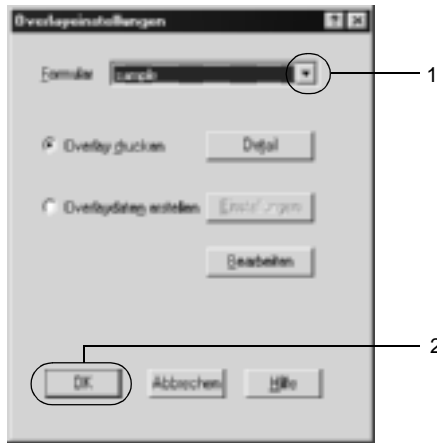 Overlayeinstellungen
Formular sample
1
Overlay drucken Detail
Overlaydaten erstellen Einstellungen
Bearbeiten
2
OK Abbrechen Hilfe